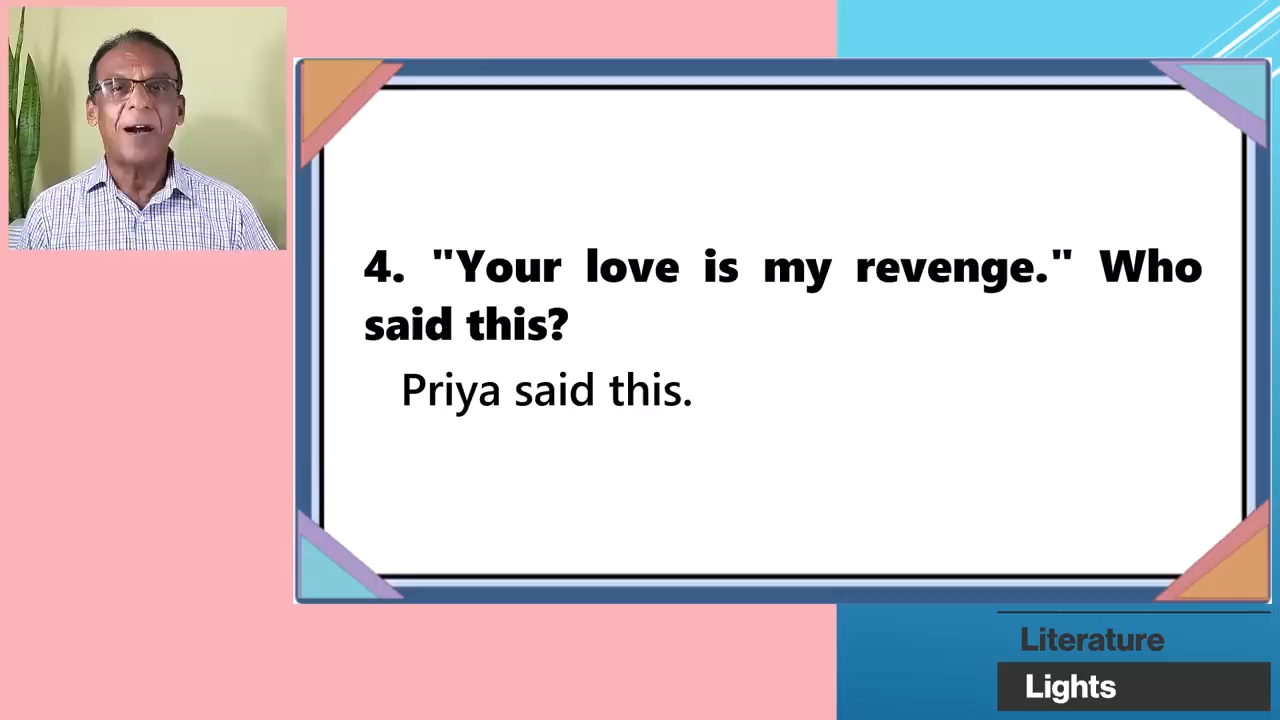 4. "Your love is my revenge." Who
said this?
Priya said this.
Literature
Lights